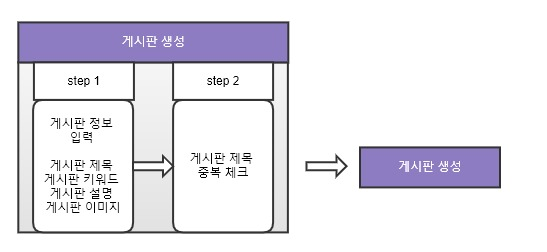 게시판 생성
step 1
step 2
게시판 정보
입력
게시판 제목
게시판 키워드
게시판 설명
게시판 이미지
게시판 제목
중복 체크
게시판 생성